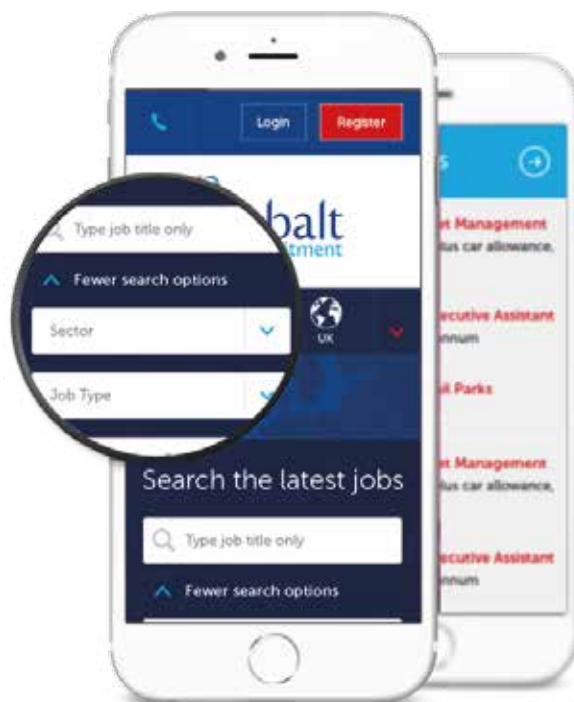 Login
Register
balt
tment
UK
Type job title only
Fewer search options
Sector
Job Type
Search the latest jobs
Type job title only
Fewer search options
t Management
lus car allowance,
ecutive Assistant
nnum
il Parks
t Management
lus car allowance,
ecutive Assistant
nnum